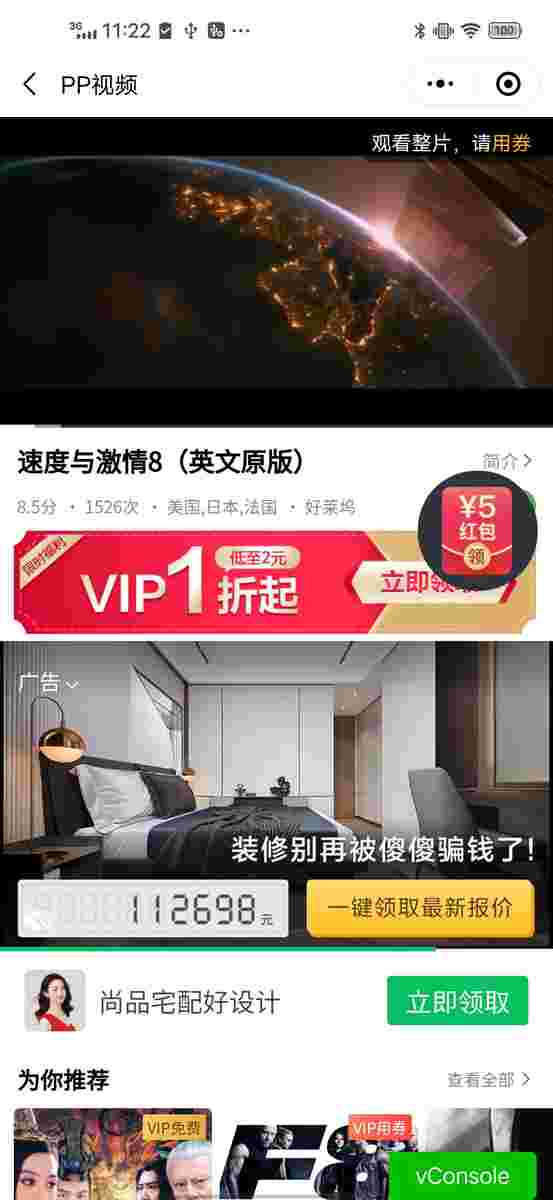 3G 11:22 100
PP视频
观看整片，请用券
速度与激情8（英文原版）
简介
8.5分 · 1526次 · 美国,日本,法国 · 好莱坞
¥5
红包
领
限时福利
VIP1折起
低至2元
立即领取
广告
装修别再被傻傻骗钱了!
112698元
一键领取最新报价
尚品宅配好设计
立即领取
为你推荐
查看全部
VIP免费
F8
VIP用券
vConsole